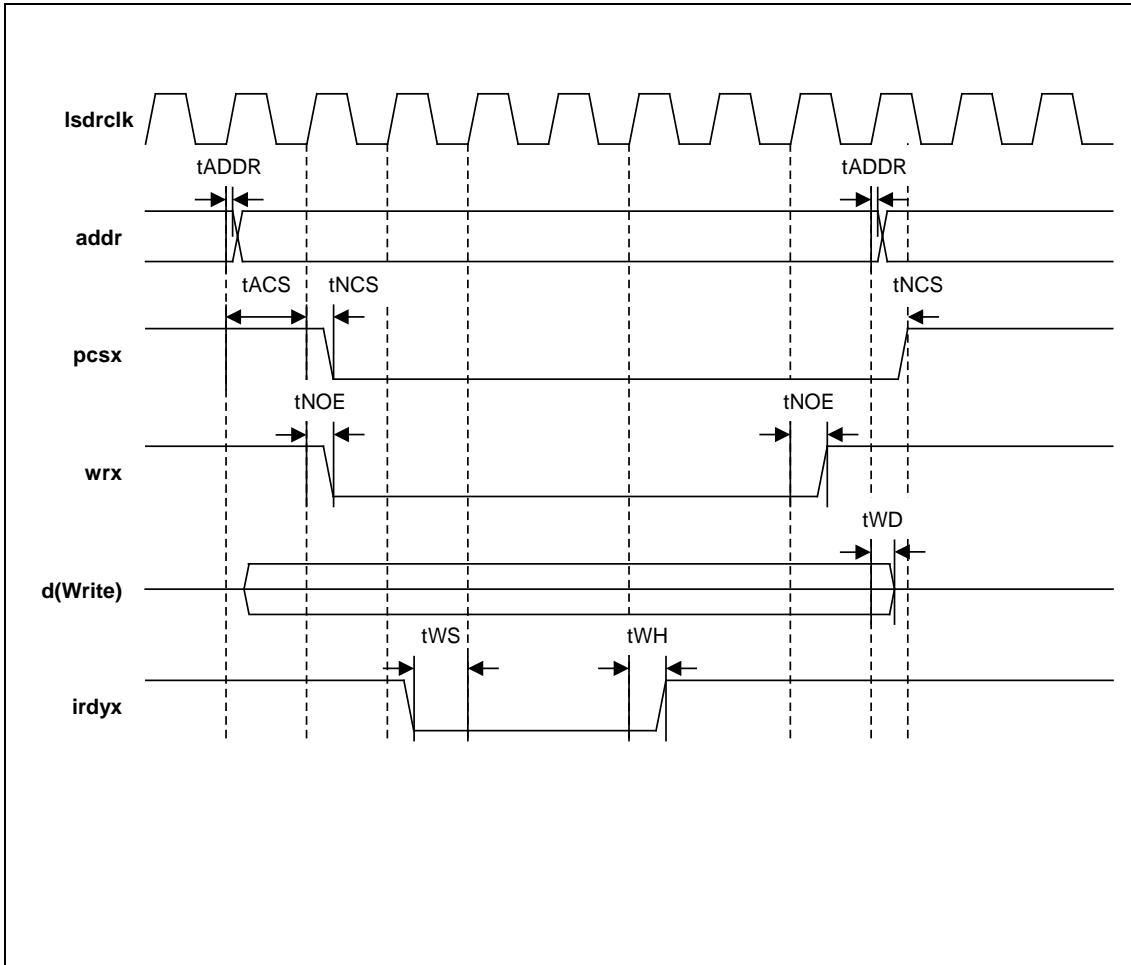 lsdrclk
tADDR
tADDR
addr
tACS
tNCS
tNCS
pcsx
tNOE
tNOE
wrx
tWD
d(Write)
tWS
tWH
irdyx